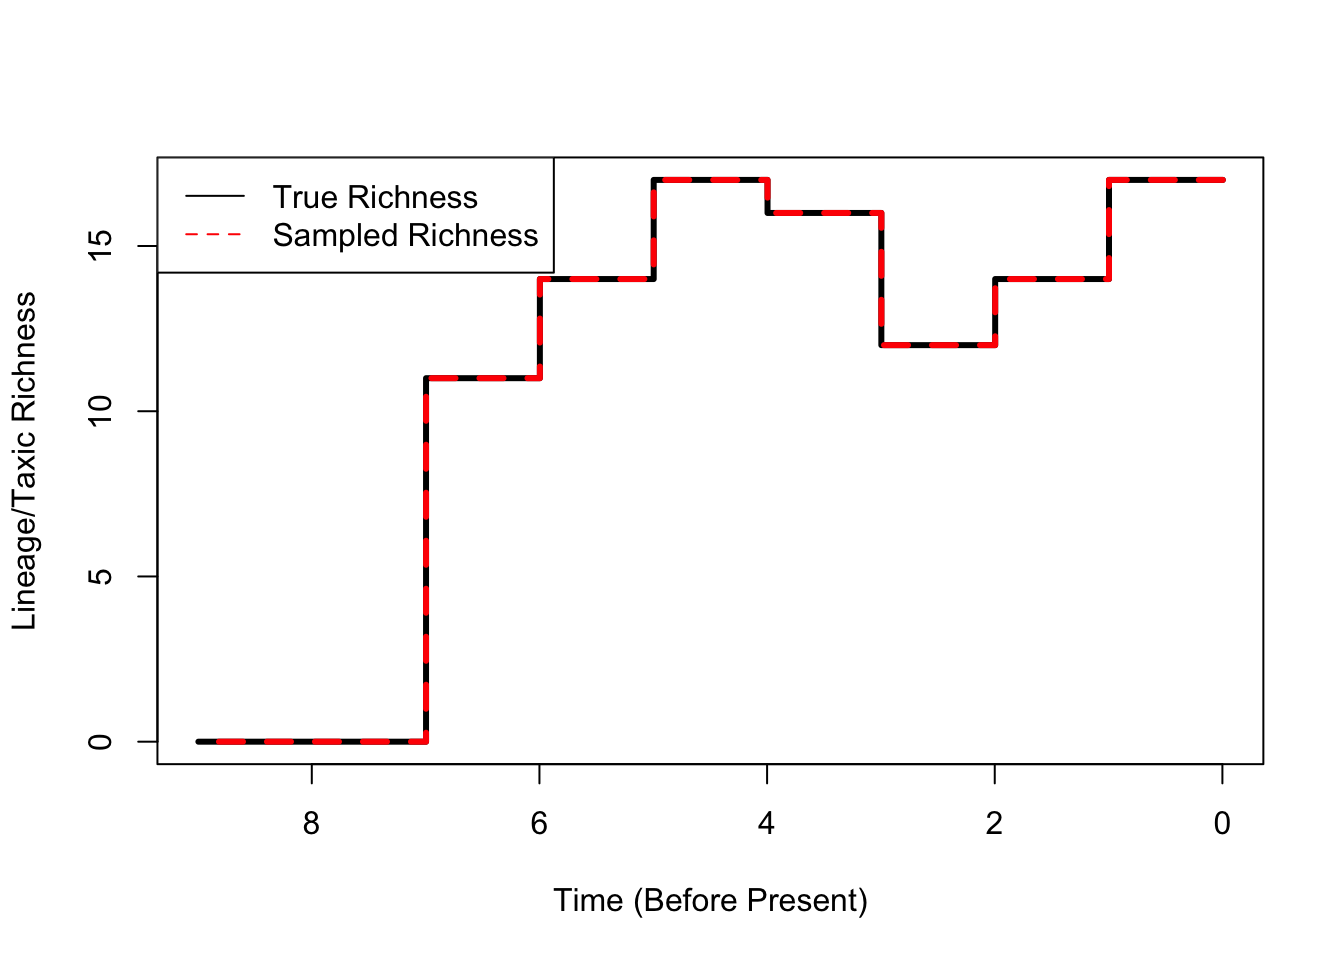 True Richness
Sampled Richness
Lineage/Taxic Richness
15
10
5
0
8 6 4 2 0
Time (Before Present)